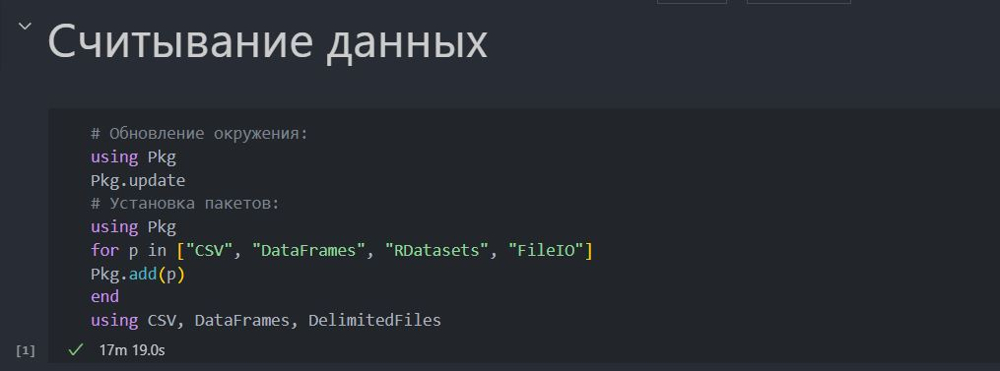 Считывание данных
# Обновление окружения:
using Pkg
Pkg.update
# Установка пакетов:
using Pkg
for p in ["CSV", "DataFrames", "RDatasets", "FileIO"]
Pkg.add(p)
end
using CSV, DataFrames, DelimitedFiles
[1] 17m 19.0s